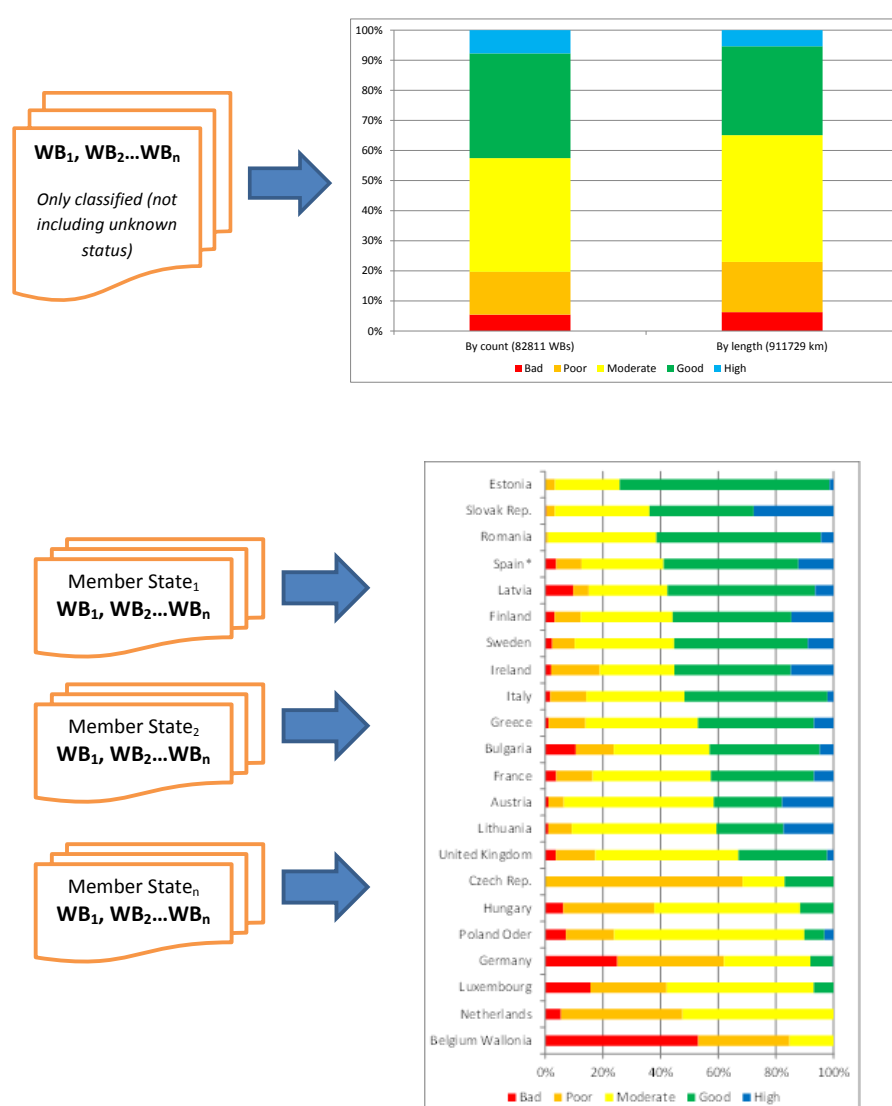 100%
90%
80%
70%
60%
50%
40%
30%
20%
10%
0%
WB1, WB2...WBn
Only classified (not
including unknown
status)
By count (82811 WBs)
By length (911729 km)
Bad Poor Moderate Good High
Member State1
WB1, WB2...WBn
Member State2
WB1, WB2...WBn
Member Staten
WB1, WB2...WBn
Estonia
Slovak Rep.
Romania
Spain*
Latvia
Finland
Sweden
Ireland
Italy
Greece
Bulgaria
France
Austria
Lithuania
United Kingdom
Czech Rep.
Hungary
Poland Oder
Germany
Luxembourg
Netherlands
Belgium Wallonia
0% 20% 40% 60% 80% 100%
Bad Poor Moderate Good High